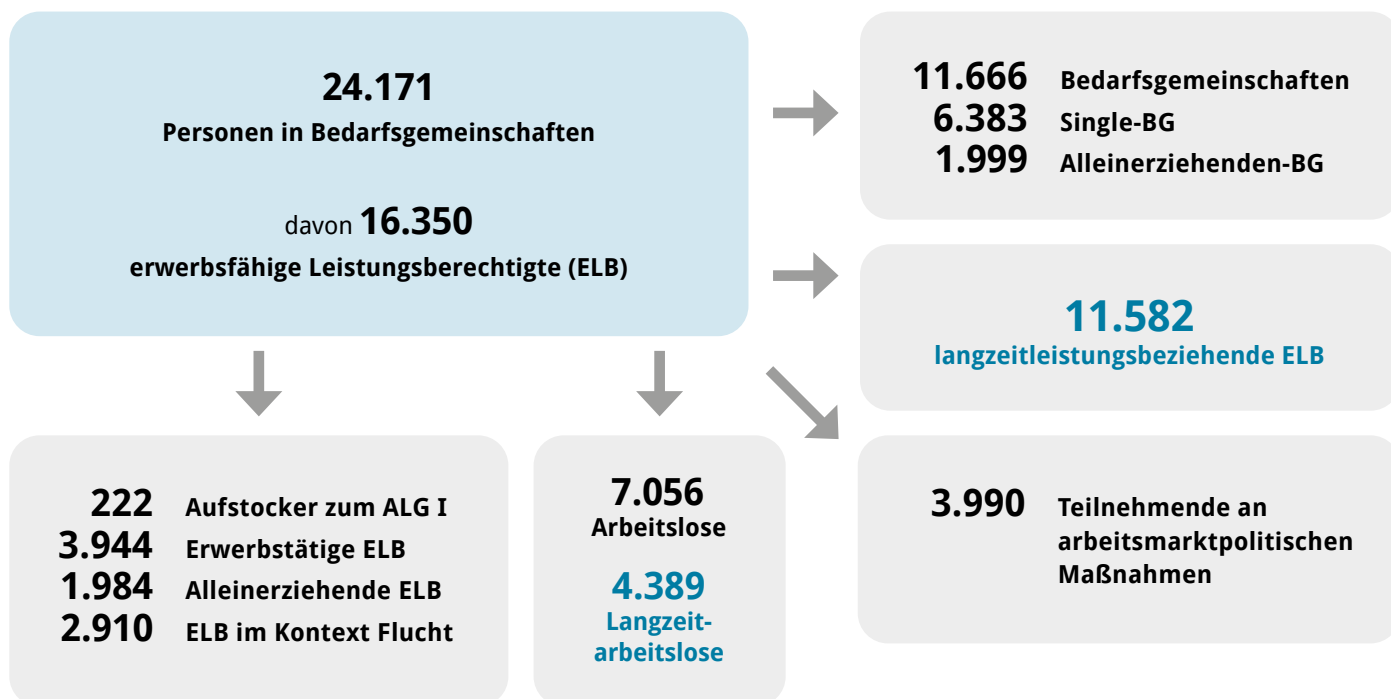 24.171
Personen in Bedarfsgemeinschaften
davon 16.350
erwerbsfähige Leistungsberechtigte (ELB)
11.666 Bedarfsgemeinschaften
6.383 Single-BG
1.999 Alleinerziehenden-BG
11.582
langzeitleistungsbeziehende ELB
222 Aufstocker zum ALG I
3.944 Erwerbstätige ELB
1.984 Alleinerziehende ELB
2.910 ELB im Kontext Flucht
7.056
Arbeitslose
4.389
Langzeit-
arbeitslose
3.990 Teilnehmende an
arbeitsmarktpolitischen
Maßnahmen